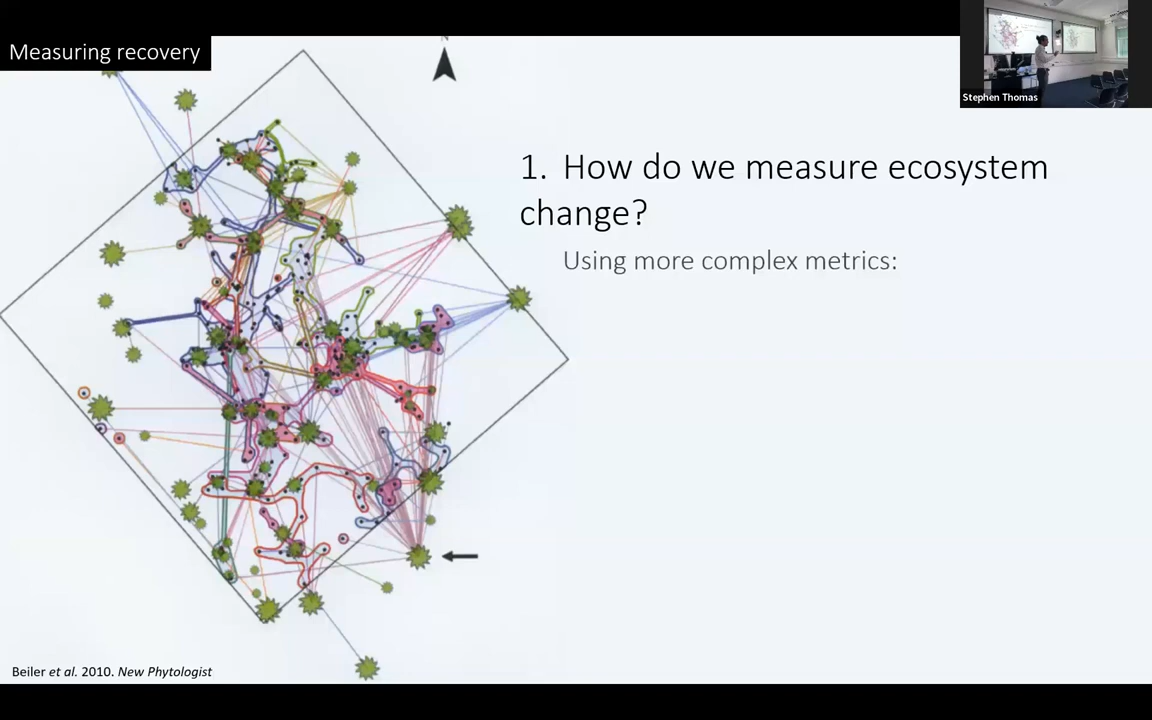 Measuring recovery
N
Stephen Thomas
1. How do we measure ecosystem
change?
Using more complex metrics:
Beiler et al. 2010. New Phytologist